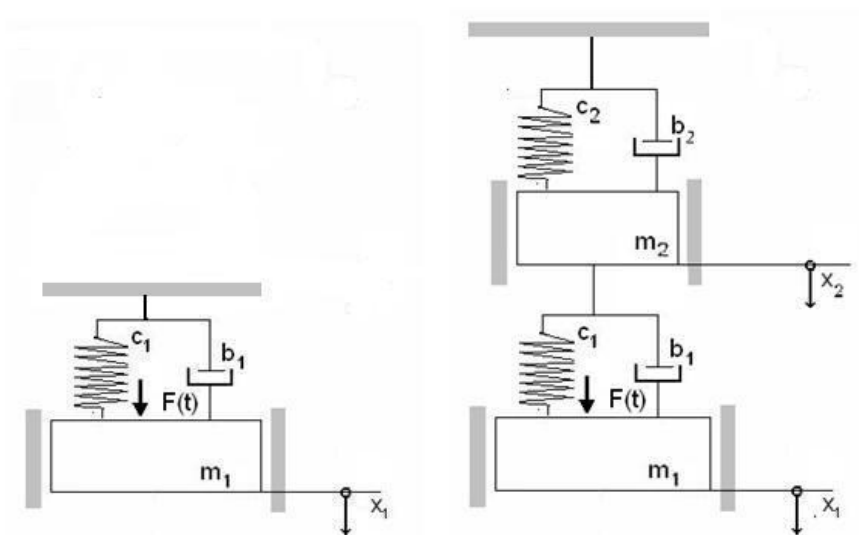 c₂
b₂
m₂
x₂
c₁
b₁
F(t)
m₁
x₁
c₁
b₁
F(t)
m₁
x₁